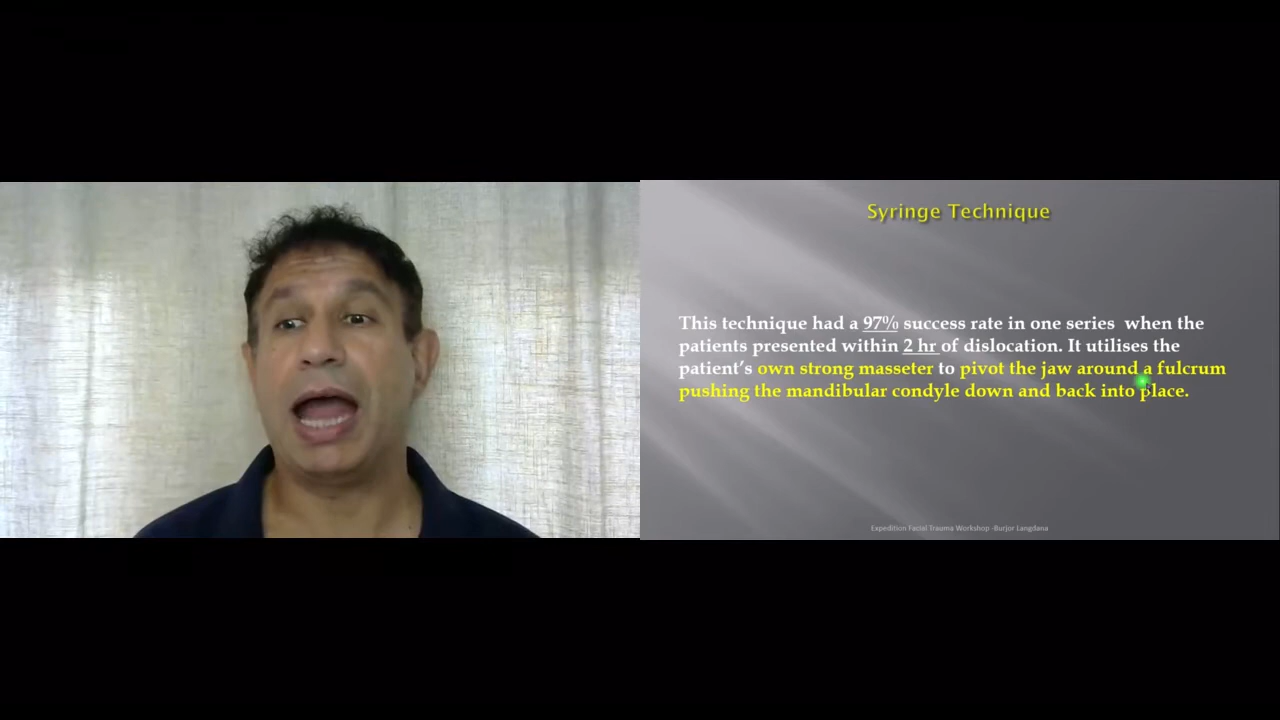 Syringe Technique
This technique had a 97% success rate in one series when the
patients presented within 2 hr of dislocation. It utilises the
patient's own strong masseter to pivot the jaw around a fulcrum
pushing the mandibular condyle down and back into place.
Expedition Facial Trauma Workshop -Burjor Langdana